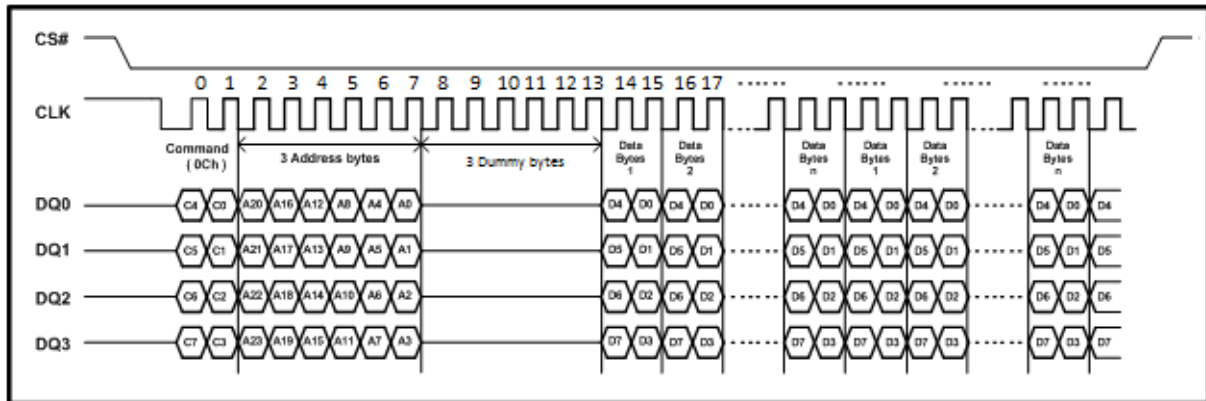 CS#
0 1 2 3 4 5 6 7 8 9 10 11 12 13 14 15 16 17
CLK
Command
( 0Ch )
3 Address bytes
3 Dummy bytes
Data
Bytes
1
Data
Bytes
2
Data
Bytes
n
Data
Bytes
1
Data
Bytes
2
Data
Bytes
n
DQ0 C4 C0 A20 A16 A12 A8 A4 A0 D4 D0 D4 D0 D4 D0 D4 D0 D4 D0 D4 D0 D4
DQ1 C5 C1 A21 A17 A13 A9 A5 A1 D5 D1 D5 D1 D5 D1 D5 D1 D5 D1 D5 D1 D5
DQ2 C6 C2 A22 A18 A14 A10 A6 A2 D6 D2 D6 D2 D6 D2 D6 D2 D6 D2 D6 D2 D6
DQ3 C7 C3 A23 A19 A15 A11 A7 A3 D7 D3 D7 D3 D7 D3 D7 D3 D7 D3 D7 D3 D7